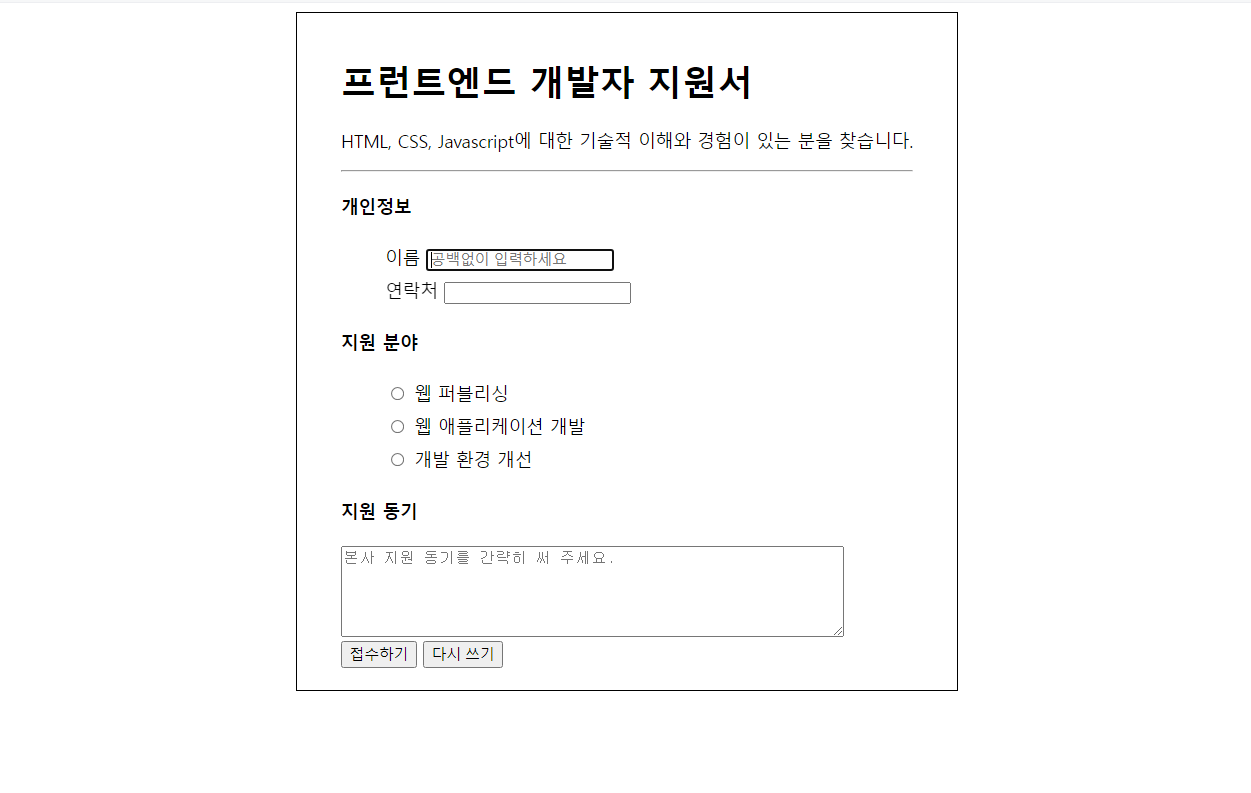 프런트엔드 개발자 지원서
HTML, CSS, Javascript에 대한 기술적 이해와 경험이 있는 분을 찾습니다.
개인정보
이름 공백없이 입력하세요
연락처
지원 분야
웹 퍼블리싱
웹 애플리케이션 개발
개발 환경 개선
지원 동기
본사 지원 동기를 간략히 써 주세요.
접수하기 다시 쓰기